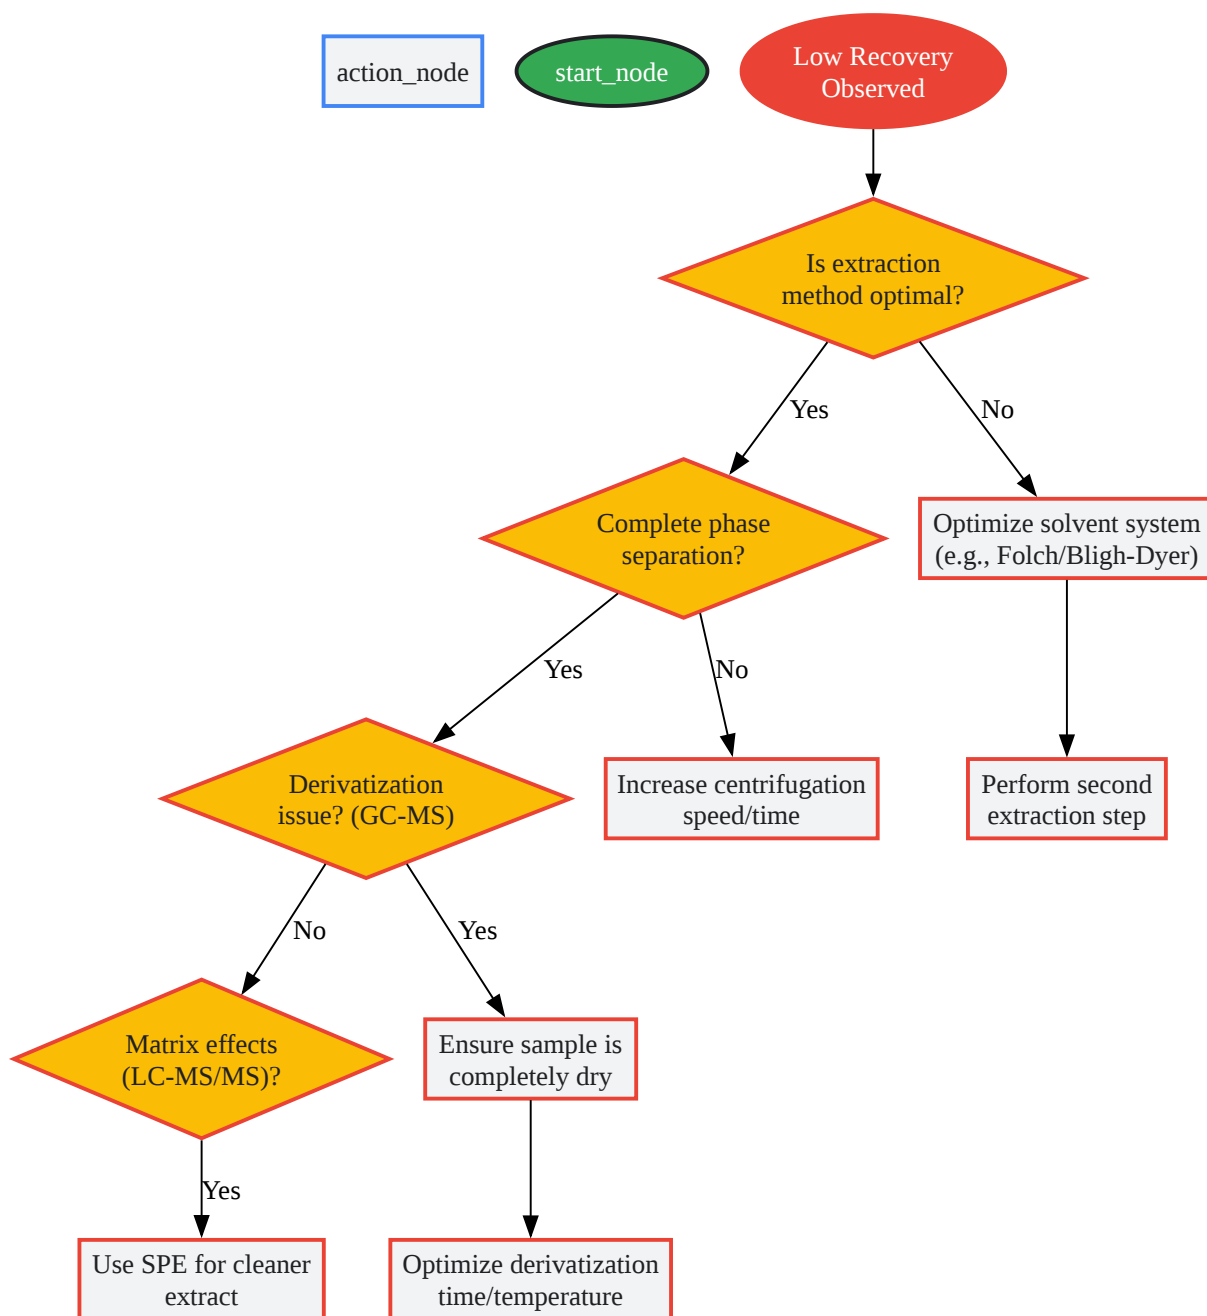 action_node
start_node
Low Recovery
Observed
Is extraction
method optimal?
Yes
No
Complete phase
separation?
Optimize solvent system
(e.g., Folch/Bligh-Dyer)
Yes
No
Derivatization
issue? (GC-MS)
Increase centrifugation
speed/time
Perform second
extraction step
No
Yes
Matrix effects
(LC-MS/MS)?
Ensure sample is
completely dry
Yes
Use SPE for cleaner
extract
Optimize derivatization
time/temperature